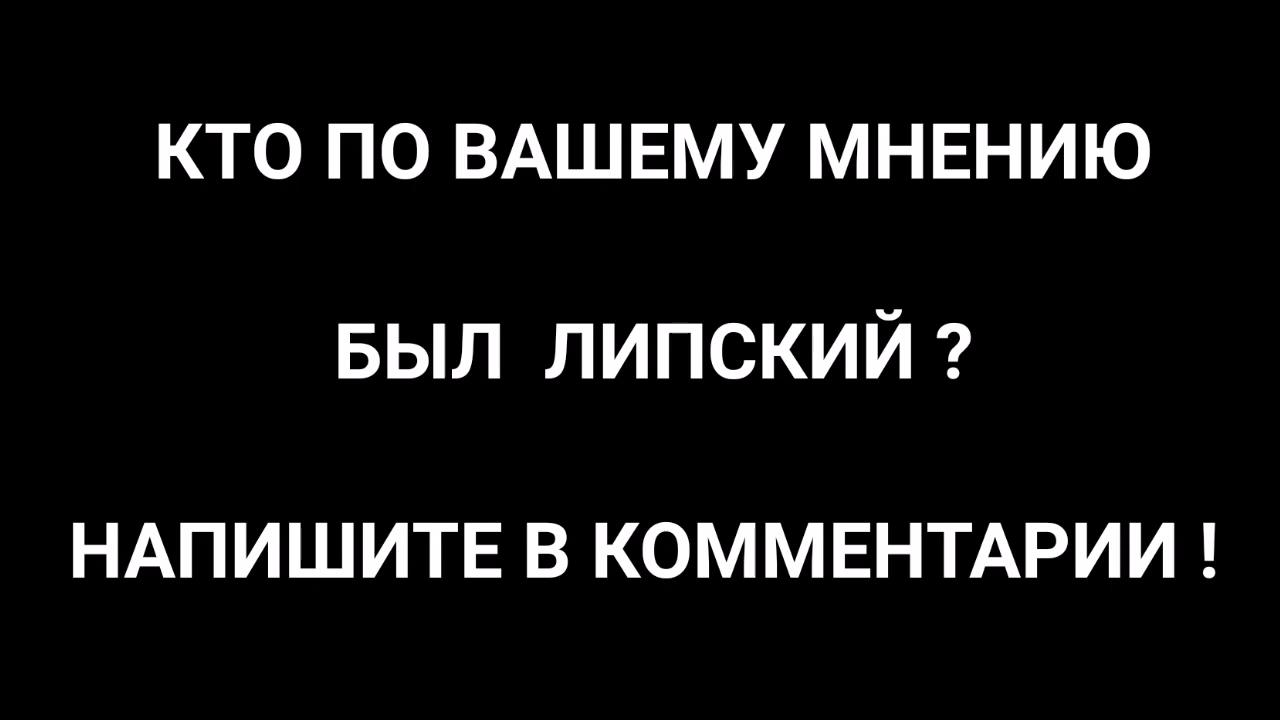 КТО ПО ВАШЕМУ МНЕНИЮ
БЫЛ ЛИПСКИЙ ?
НАПИШИТЕ В КОММЕНТАРИИ !